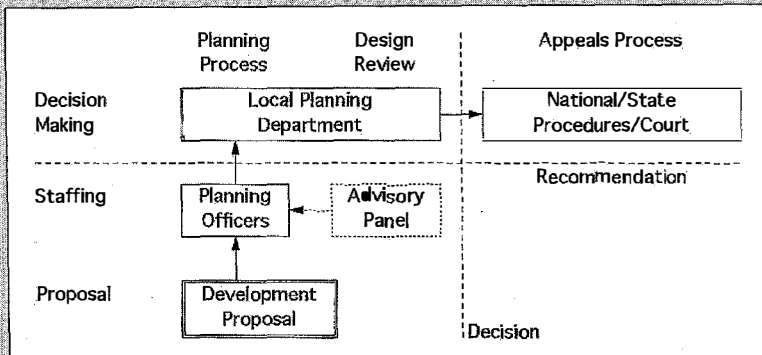 Planning
Process
Design
Review
Appeals Process
Decision
Making
Local Planning
Department
National/State
Procedures/Court
Recommendation
Staffing
Planning
Officers
Advisory
Panel
Proposal
Development
Proposal
Decision